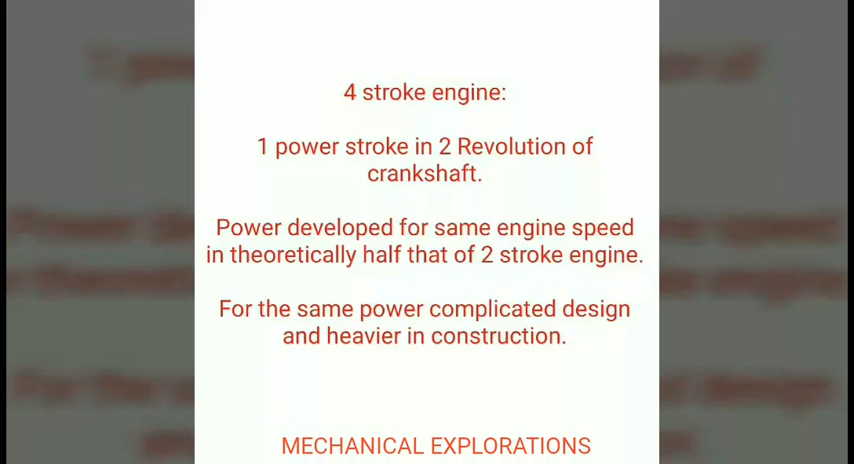 4 stroke engine:
1 power stroke in 2 Revolution of
crankshaft.
Power developed for same engine speed
in theoretically half that of 2 stroke engine.
For the same power complicated design
and heavier in construction.
MECHANICAL EXPLORATIONS